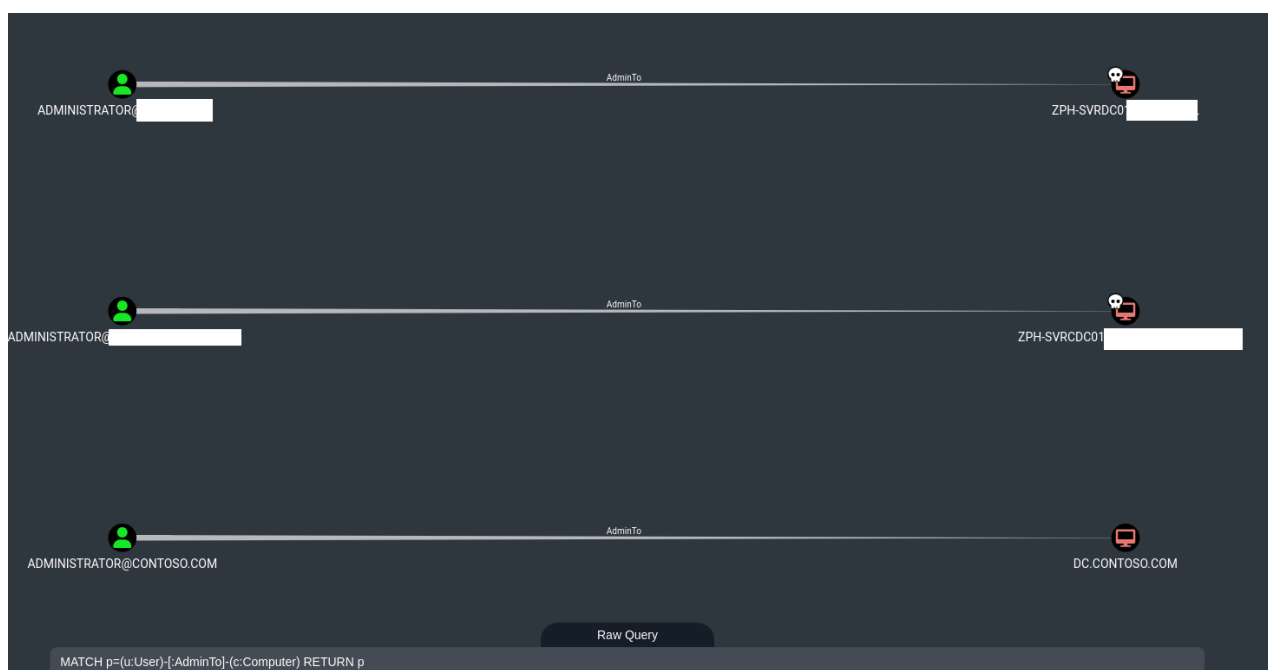 AdminTo
ADMINISTRATOR@
ZPH-SVRDC01
AdminTo
ADMINISTRATOR@
ZPH-SVRCDC01
AdminTo
ADMINISTRATOR@CONTOSO.COM
DC.CONTOSO.COM
Raw Query
MATCH p=(u:User)-[:AdminTo]-(c:Computer) RETURN p